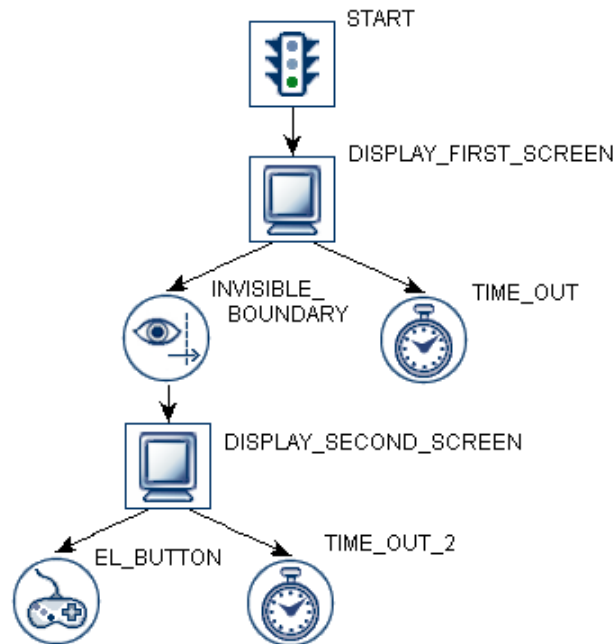 START
DISPLAY_FIRST_SCREEN
INVISIBLE_
BOUNDARY
TIME_OUT
DISPLAY_SECOND_SCREEN
EL_BUTTON
TIME_OUT_2